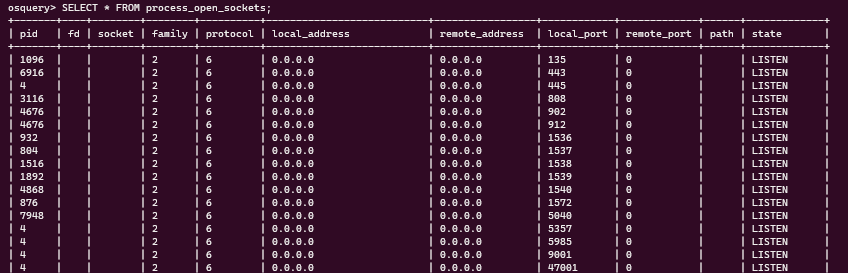 osquery> SELECT * FROM process_open_sockets;
+------+----+--------+--------+----------+--------------------------+----------------+------------+-------------+------+-------------+
| pid | fd | socket | family | protocol | local_address | remote_address | local_port | remote_port | path | state |
+------+----+--------+--------+----------+--------------------------+----------------+------------+-------------+------+-------------+
| 1096 | | | 2 | 6 | 0.0.0.0 | 0.0.0.0 | 135 | 0 | | LISTEN |
| 6916 | | | 2 | 6 | 0.0.0.0 | 0.0.0.0 | 443 | 0 | | LISTEN |
| 4 | | | 2 | 6 | 0.0.0.0 | 0.0.0.0 | 445 | 0 | | LISTEN |
| 3116 | | | 2 | 6 | 0.0.0.0 | 0.0.0.0 | 808 | 0 | | LISTEN |
| 4676 | | | 2 | 6 | 0.0.0.0 | 0.0.0.0 | 902 | 0 | | LISTEN |
| 4676 | | | 2 | 6 | 0.0.0.0 | 0.0.0.0 | 912 | 0 | | LISTEN |
| 932 | | | 2 | 6 | 0.0.0.0 | 0.0.0.0 | 1536 | 0 | | LISTEN |
| 804 | | | 2 | 6 | 0.0.0.0 | 0.0.0.0 | 1537 | 0 | | LISTEN |
| 1516 | | | 2 | 6 | 0.0.0.0 | 0.0.0.0 | 1538 | 0 | | LISTEN |
| 1892 | | | 2 | 6 | 0.0.0.0 | 0.0.0.0 | 1539 | 0 | | LISTEN |
| 4868 | | | 2 | 6 | 0.0.0.0 | 0.0.0.0 | 1540 | 0 | | LISTEN |
| 876 | | | 2 | 6 | 0.0.0.0 | 0.0.0.0 | 1572 | 0 | | LISTEN |
| 7948 | | | 2 | 6 | 0.0.0.0 | 0.0.0.0 | 5040 | 0 | | LISTEN |
| 4 | | | 2 | 6 | 0.0.0.0 | 0.0.0.0 | 5357 | 0 | | LISTEN |
| 4 | | | 2 | 6 | 0.0.0.0 | 0.0.0.0 | 5985 | 0 | | LISTEN |
| 4 | | | 2 | 6 | 0.0.0.0 | 0.0.0.0 | 9001 | 0 | | LISTEN |
| 4 | | | 2 | 6 | 0.0.0.0 | 0.0.0.0 | 47001 | 0 | | LISTEN |